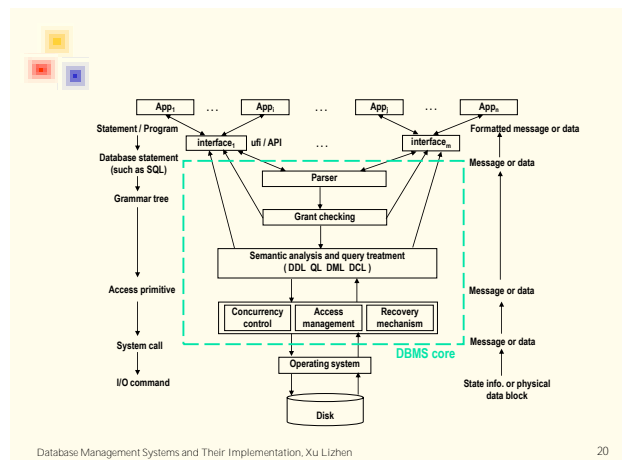 App1 ... Appi ... Appj ... Appn
Statement / Program
Formatted message or data
interface1 ufi / API ... interfacem
Database statement
(such as SQL)
Message or data
Parser
Grammar tree
Grant checking
Semantic analysis and query treatment
( DDL QL DML DCL )
Access primitive
Message or data
Concurrency
control
Access
management
Recovery
mechanism
System call
Message or data
DBMS core
Operating system
I/O command
State info. or physical
data block
Disk
Database Management Systems and Their Implementation, Xu Lizhen
20